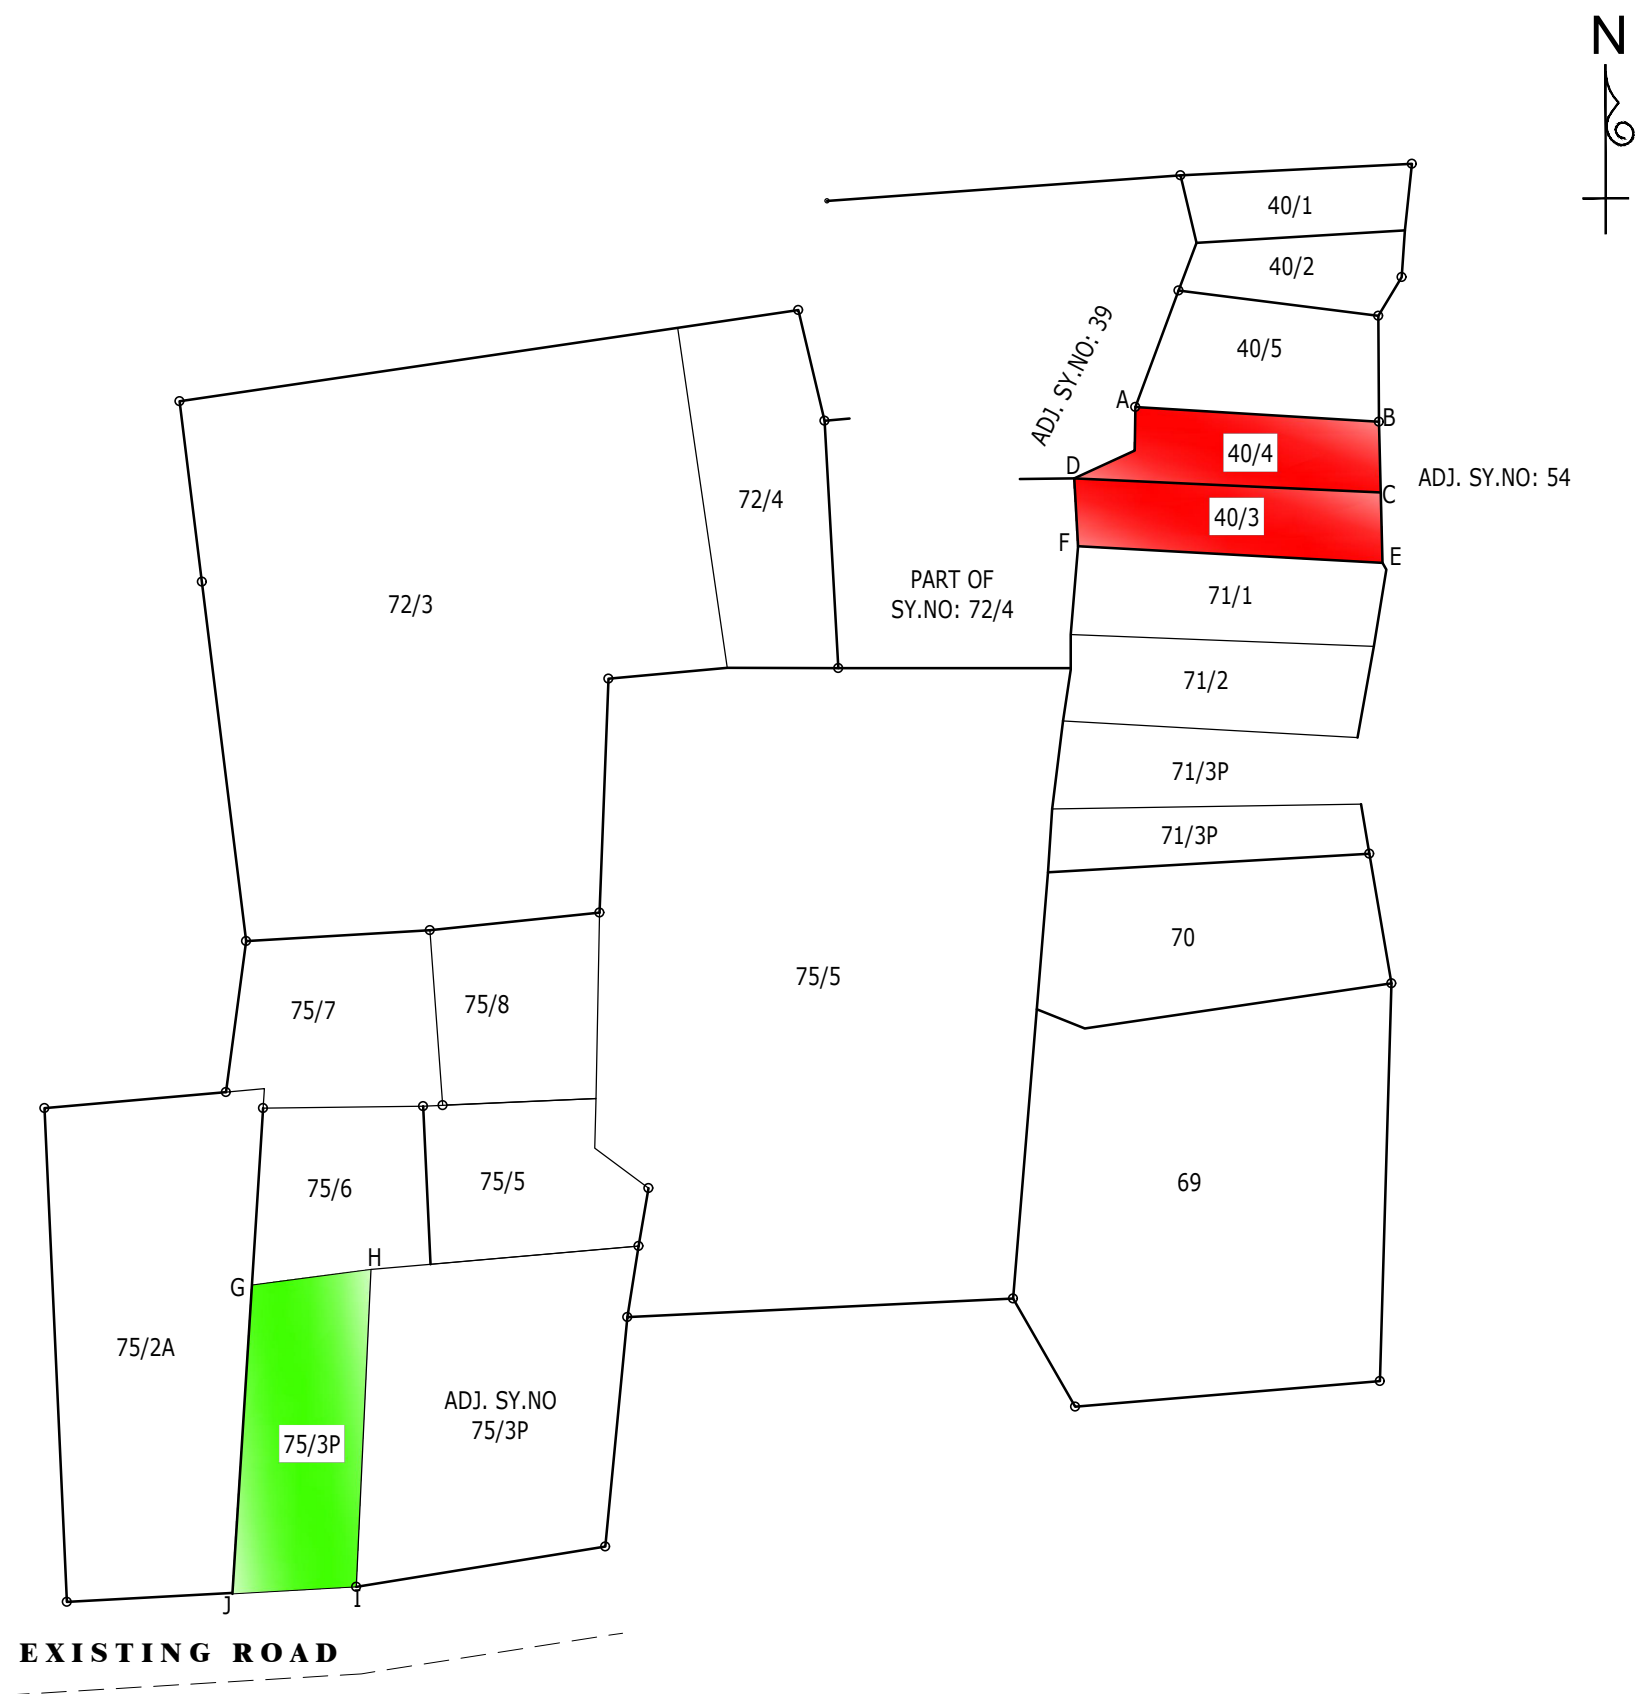 N
40/1
40/2
ADJ. SY.NO: 39
40/5
A
B
40/4
D
ADJ. SY.NO: 54
C
40/3
F
E
72/4
PART OF
SY.NO: 72/4
71/1
72/3
71/2
71/3P
71/3P
70
75/5
75/7
75/8
75/6
75/5
69
H
G
75/2A
ADJ. SY.NO
75/3P
75/3P
J
I
EXISTING ROAD